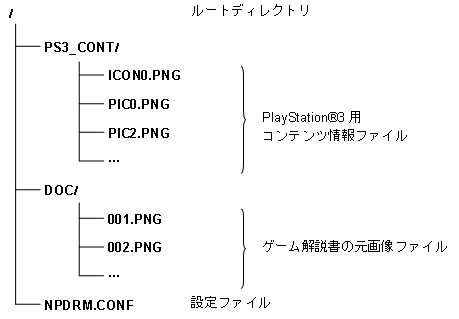 / ルートディレクトリ
PS3_CONT/
ICON0.PNG
PIC0.PNG
PIC2.PNG
...
PlayStation®3 用
コンテンツ情報ファイル
DOC/
001.PNG
002.PNG
...
ゲーム解説書の元画像ファイル
NPDRM.CONF 設定ファイル